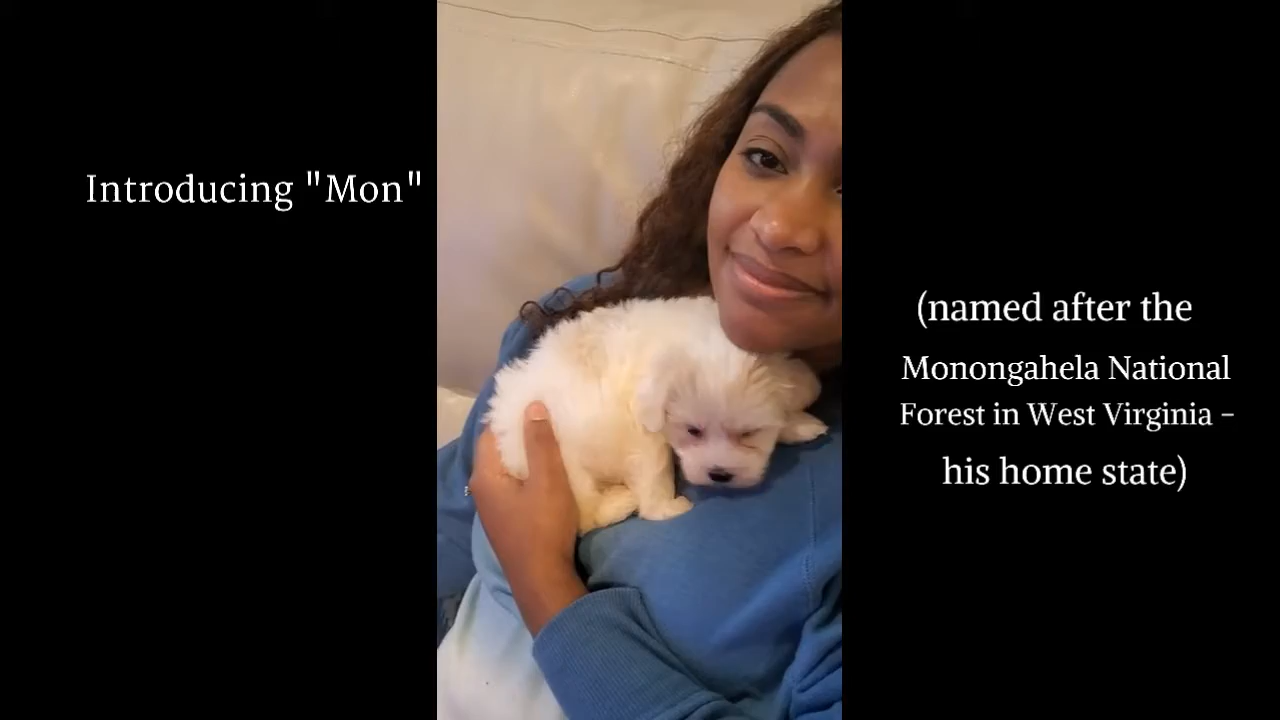 Introducing "Mon"
(named after the
Monongahela National
Forest in West Virginia -
his home state)